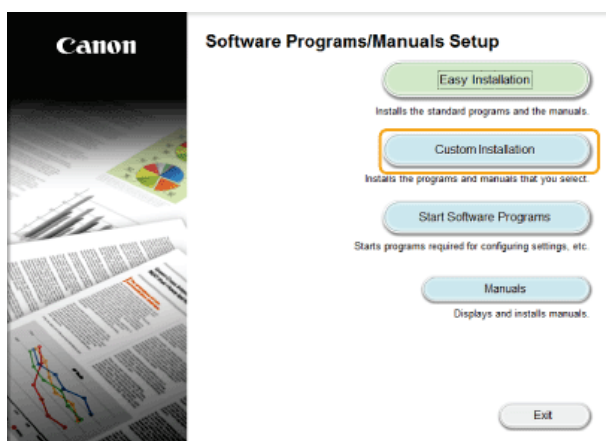 Canon
Software Programs/Manuals Setup
Easy Installation
Installs the standard programs and the manuals.
Custom Installation
Installs the programs and manuals that you select.
Start Software Programs
Starts programs required for configuring settings, etc.
Manuals
Displays and installs manuals.
Exit